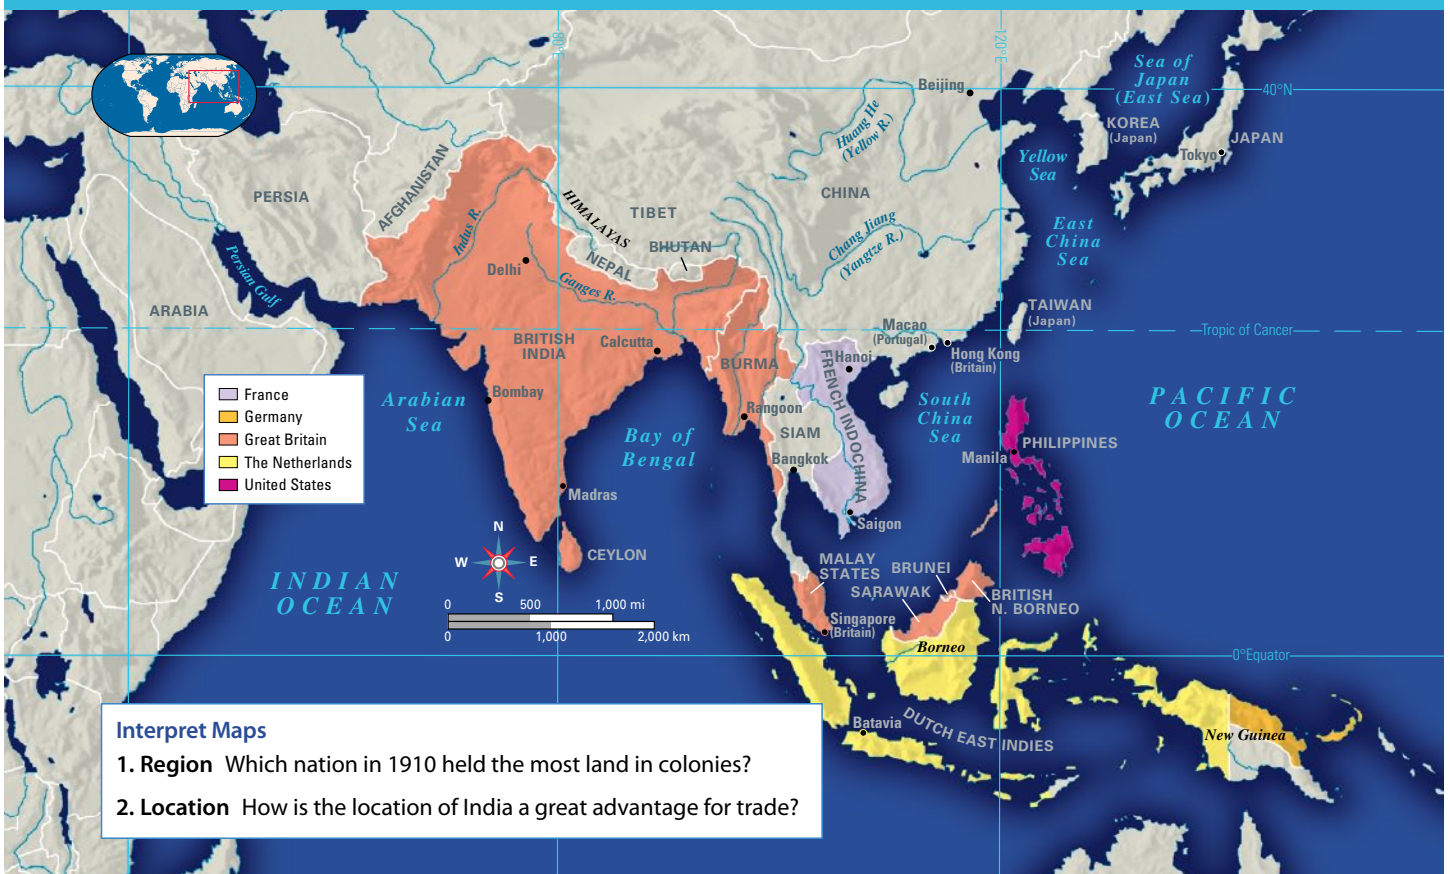 80°E
120°E
Sea of
Japan
(East Sea)
40°N
Beijing
Huang He
(Yellow R.)
KOREA
(Japan)
JAPAN
Tokyo
Yellow
Sea
AFGHANISTAN
PERSIA
HIMALAYAS
TIBET
CHINA
Indus R.
Chang Jiang
(Yangtze R.)
East
China
Sea
BHUTAN
NEPAL
Persian Gulf
Delhi
Ganges R.
ARABIA
TAIWAN
(Japan)
Macao
(Portugal)
Tropic of Cancer
BRITISH
INDIA
Calcutta
Hong Kong
(Britain)
BURMA
FRENCH INDOCHINA
Hanoi
France
Germany
Great Britain
The Netherlands
United States
Arabian
Sea
Bombay
Bay of
Bengal
Rangoon
SIAM
Bangkok
South
China
Sea
PACIFIC
OCEAN
PHILIPPINES
Manila
Madras
Saigon
N
W
E
S
CEYLON
INDIAN
OCEAN
MALAY
STATES
BRUNEI
SARAWAK
BRITISH
N. BORNEO
0
500
1,000 mi
0
1,000
2,000 km
Singapore
(Britain)
Borneo
0°Equator
Batavia
DUTCH EAST INDIES
New Guinea
Interpret Maps
1. Region Which nation in 1910 held the most land in colonies?
2. Location How is the location of India a great advantage for trade?